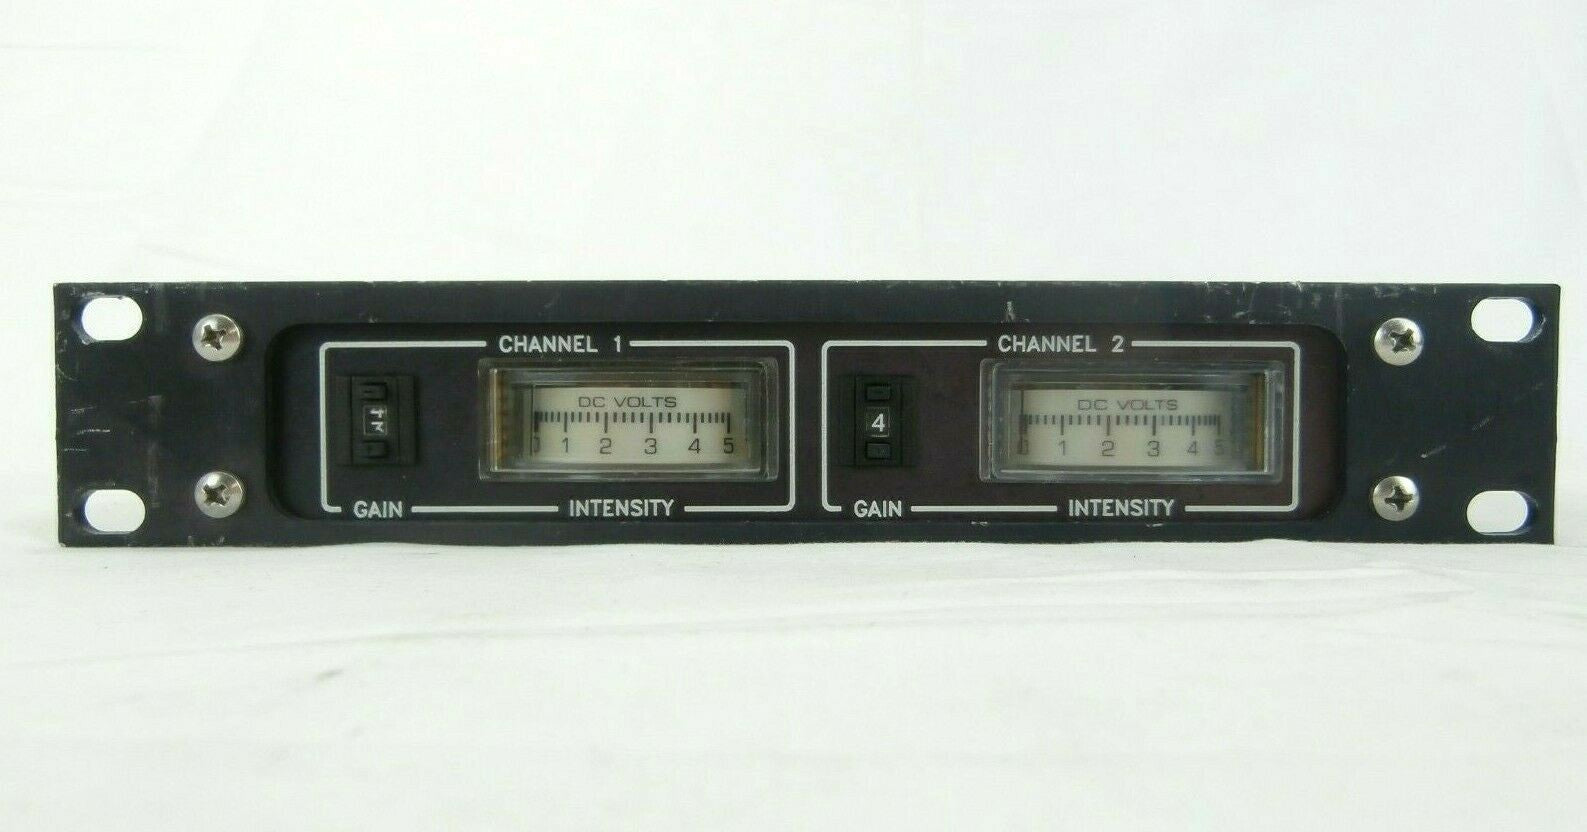 CHANNEL 1
DC VOLTS
0 1 2 3 4 5
GAIN
INTENSITY
CHANNEL 2
4
DC VOLTS
0 1 2 3 4 5
GAIN
INTENSITY